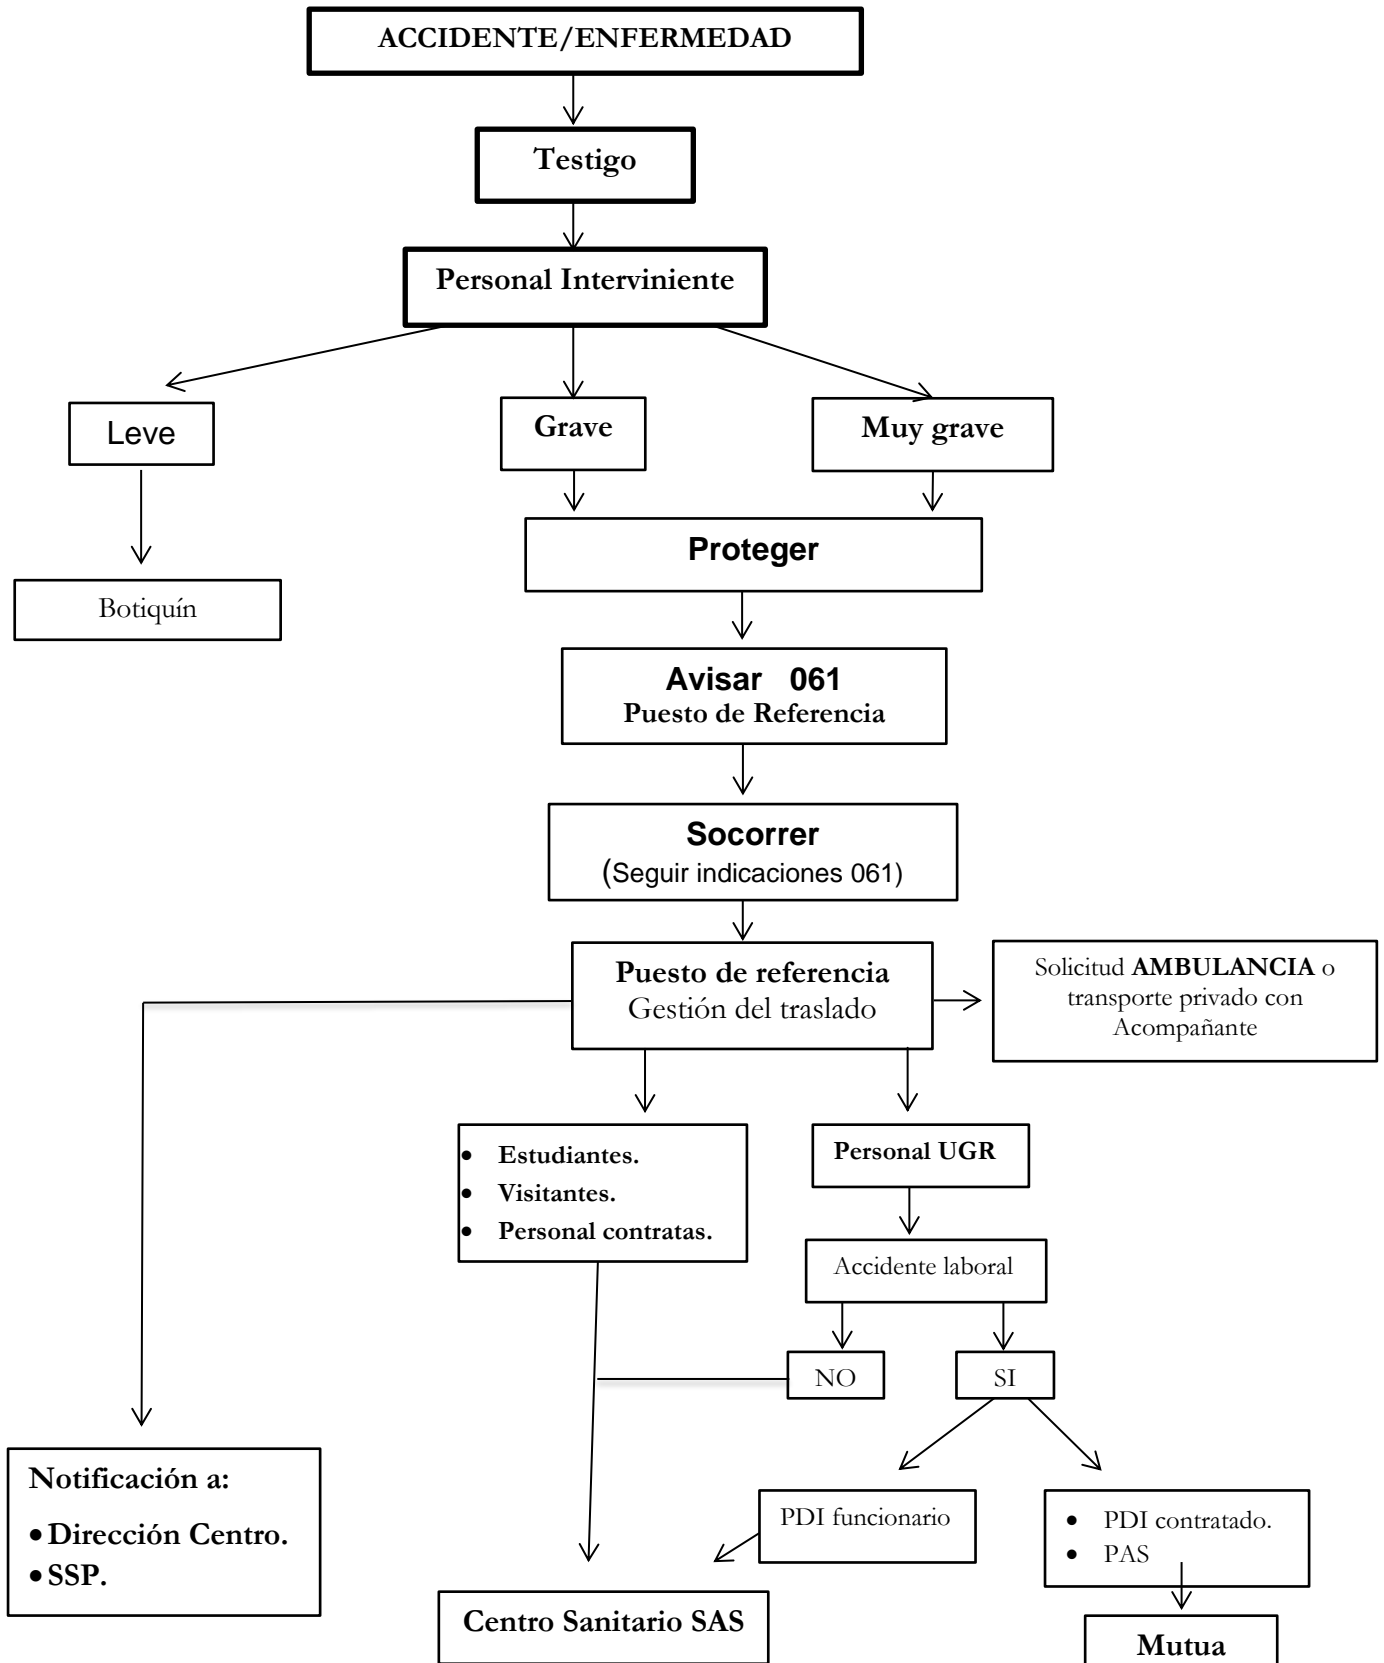 ACCIDENTE/ENFERMEDAD
Testigo
Personal Interviniente
Leve
Grave
Muy grave
Botiquín
Proteger
Avisar 061
Puesto de Referencia
Socorrer
(Seguir indicaciones 061)
Puesto de referencia
Gestión del traslado
Solicitud AMBULANCIA o
transporte privado con
Acompañante
• Estudiantes.
• Visitantes.
• Personal contratas.
Personal UGR
Accidente laboral
NO
SI
Notificación a:
• Dirección Centro.
• SSP.
PDI funcionario
• PDI contratado.
• PAS
Centro Sanitario SAS
Mutua